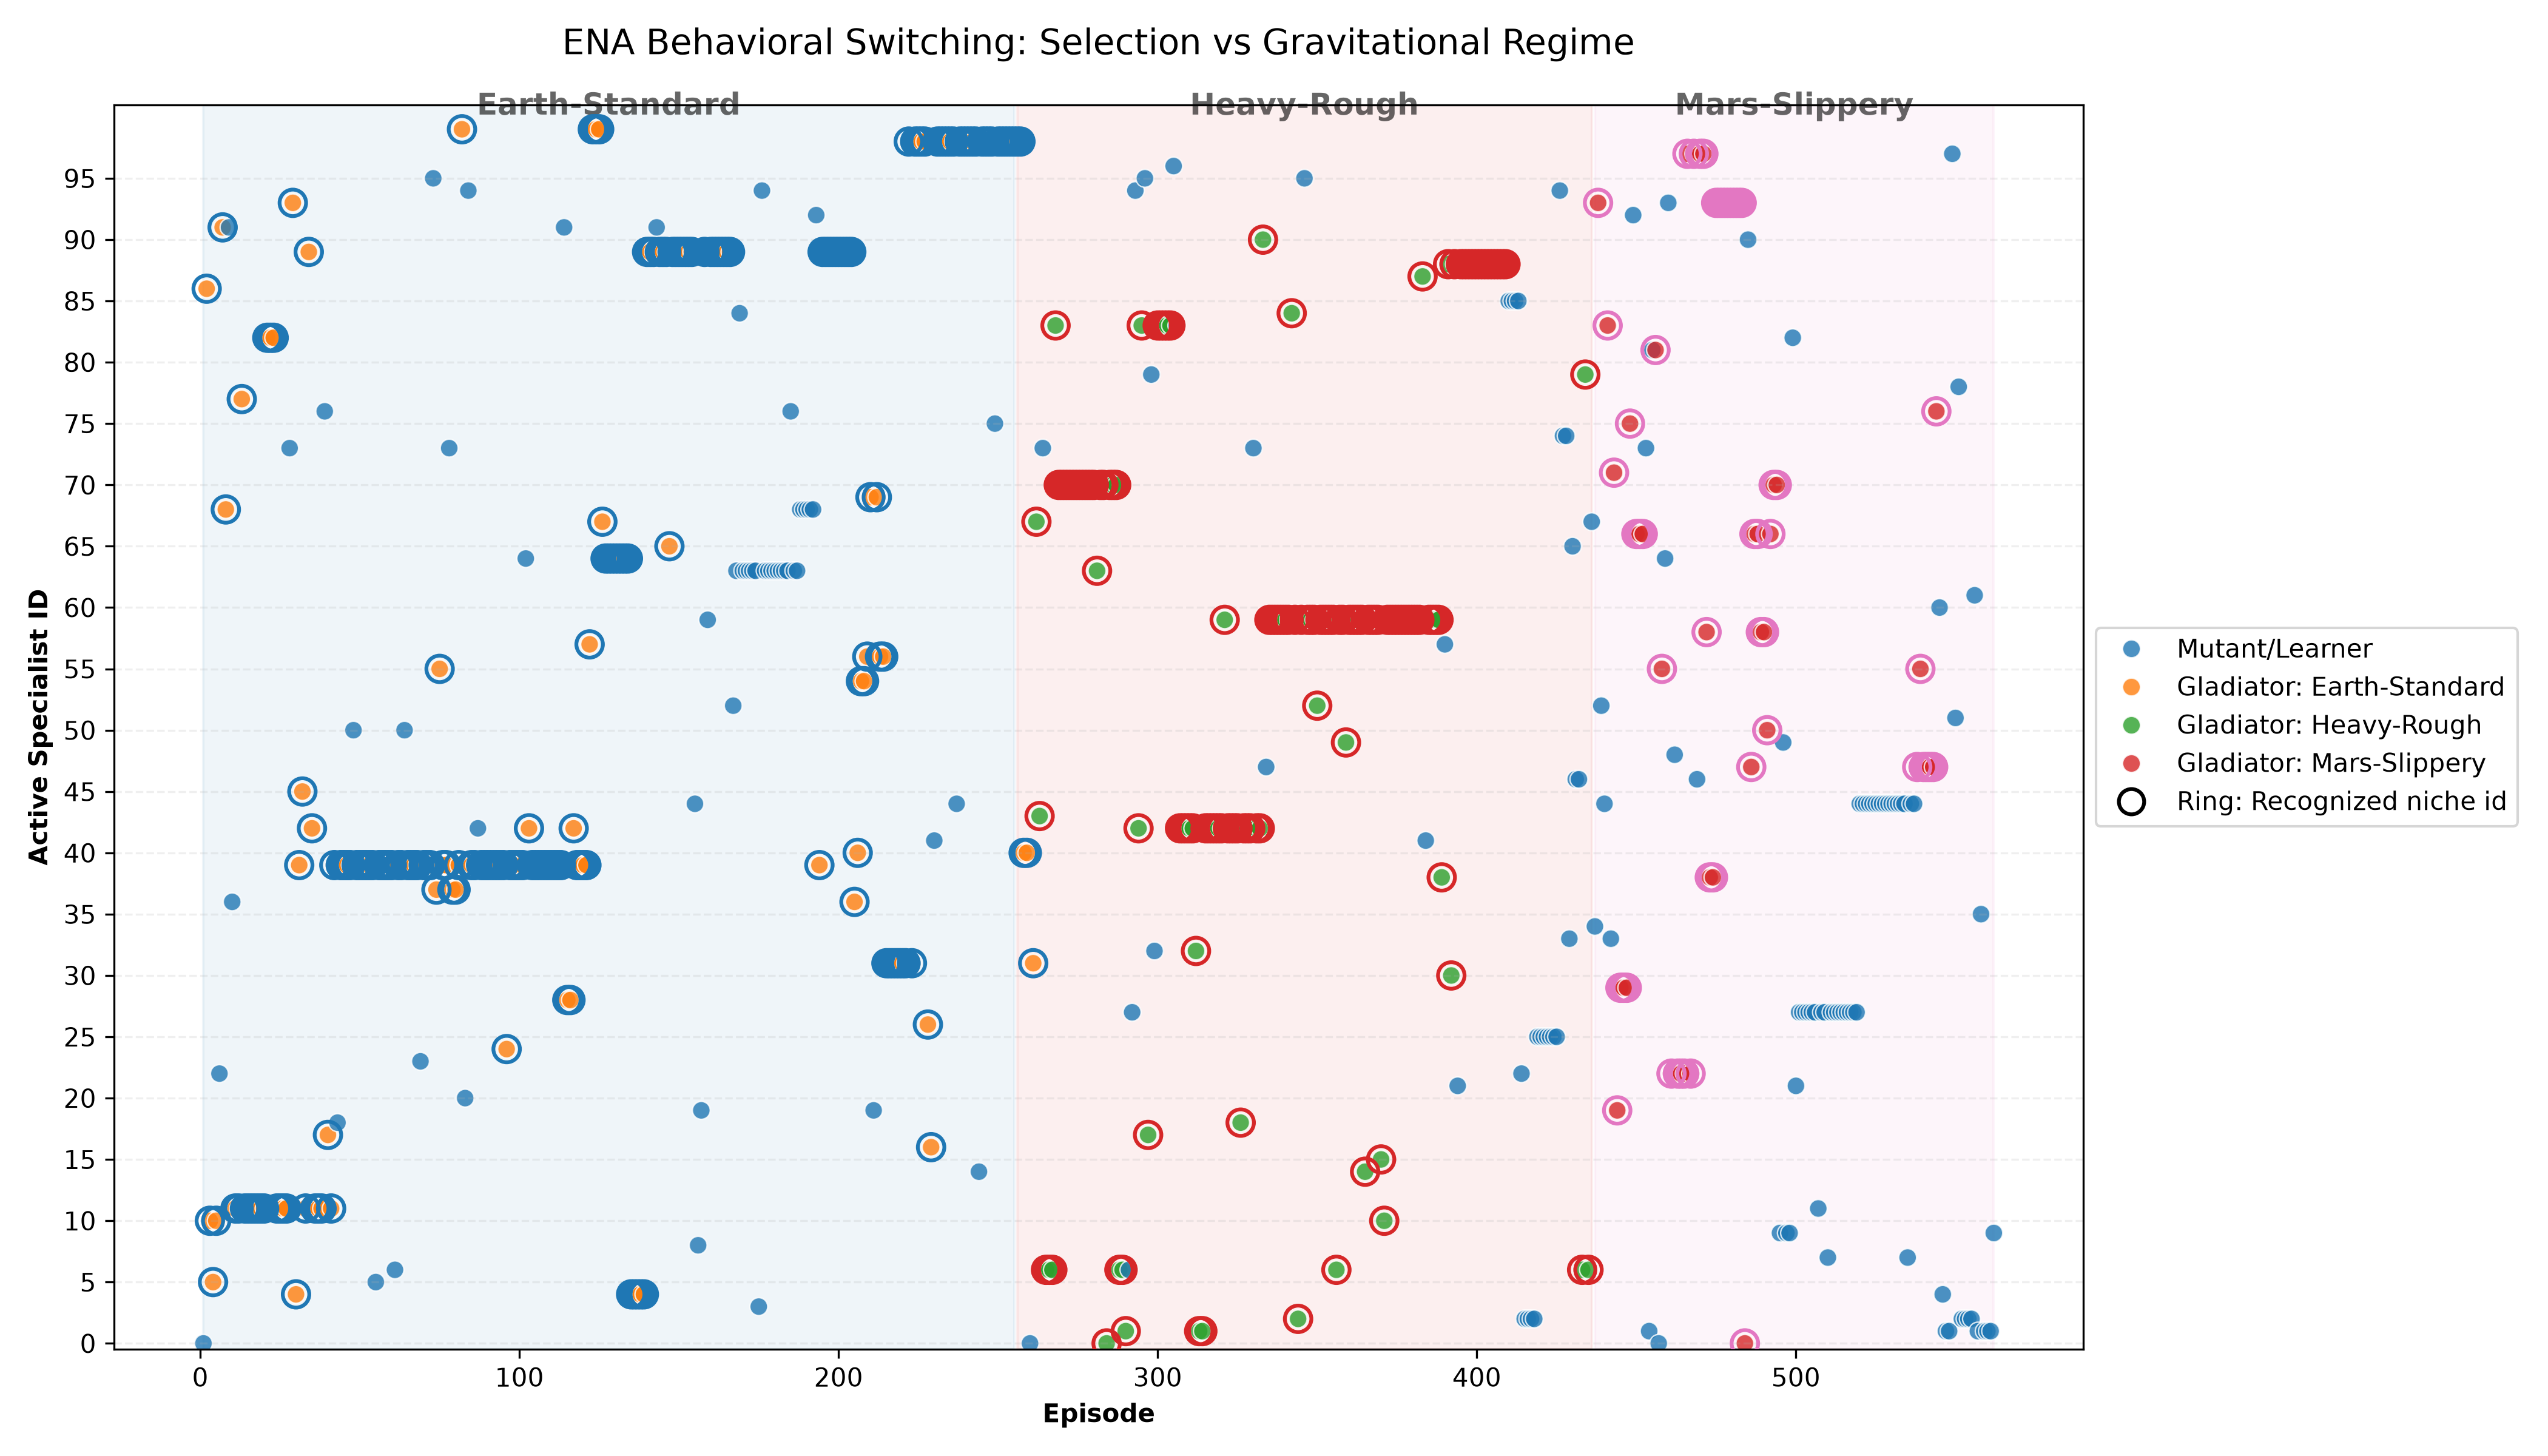 ENA Behavioral Switching: Selection vs Gravitational Regime
Earth-Standard
Heavy-Rough
Mars-Slippery
Active Specialist ID
95
90
85
80
75
70
65
60
55
50
45
40
35
30
25
20
15
10
5
0
0
100
200
300
400
500
Episode
Mutant/Learner
Gladiator: Earth-Standard
Gladiator: Heavy-Rough
Gladiator: Mars-Slippery
Ring: Recognized niche id